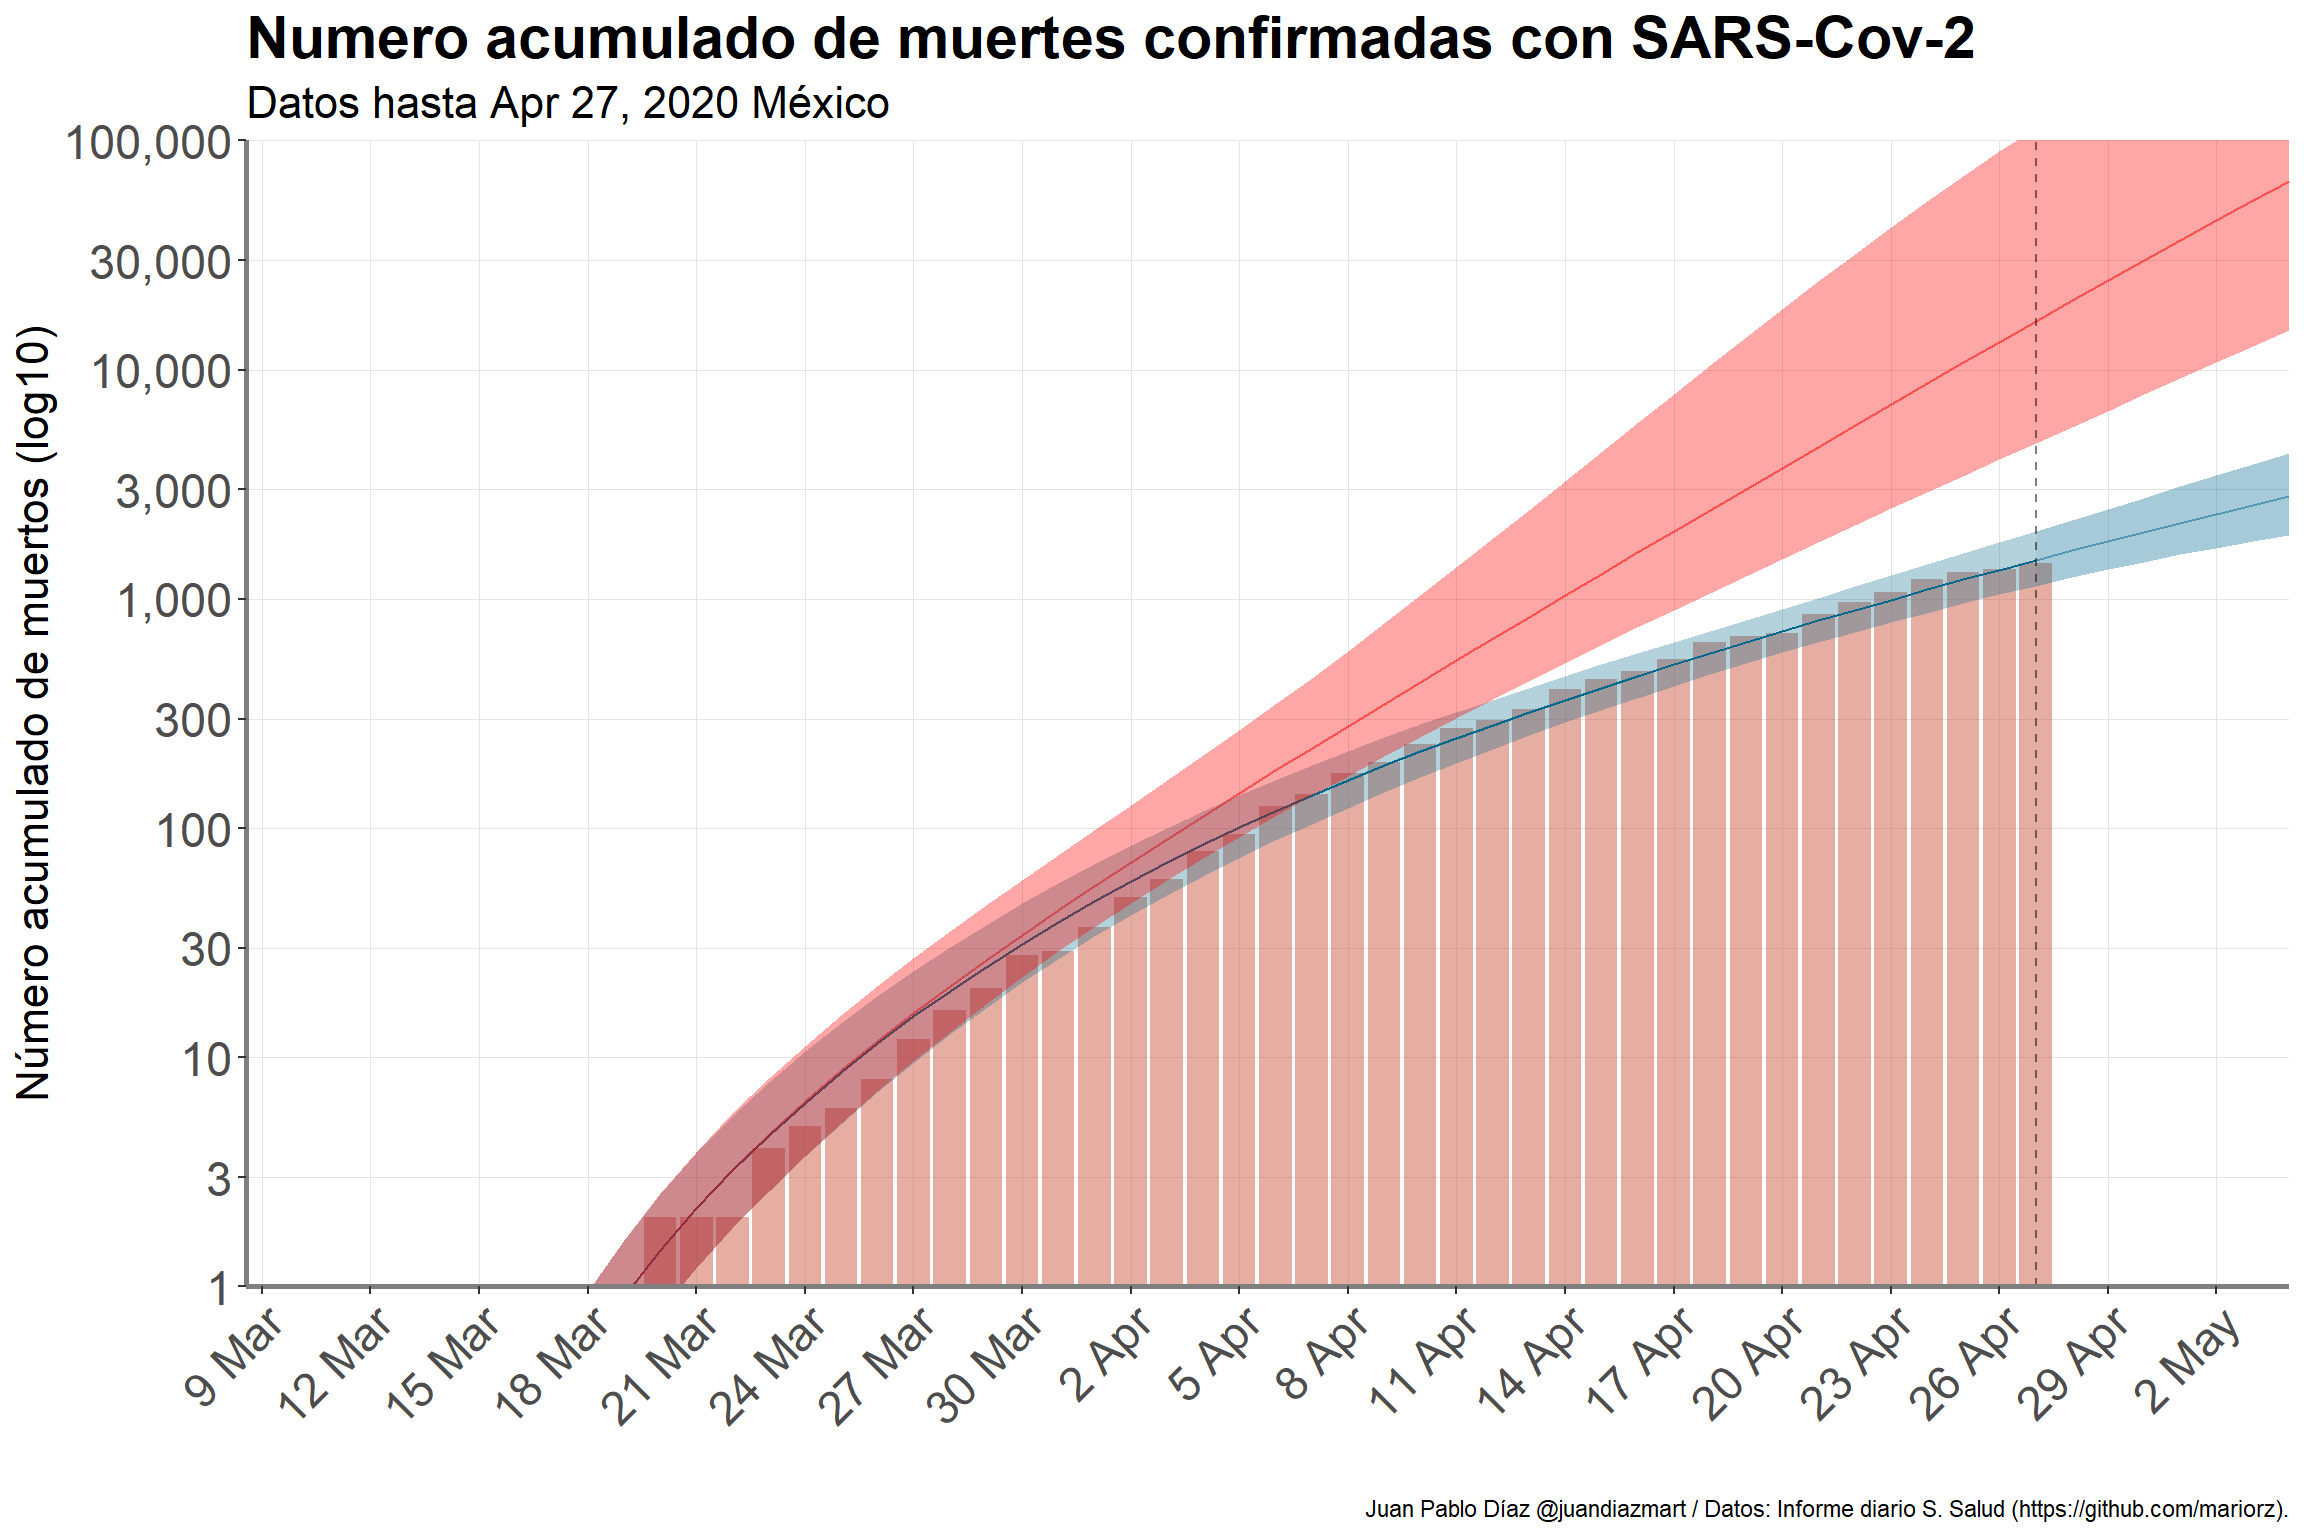 Numero acumulado de muertes confirmadas con SARS-Cov-2
Datos hasta Apr 27, 2020 México
Número acumulado de muertos (log10)
100,000
30,000
10,000
3,000
1,000
300
100
30
10
3
1
9 Mar
12 Mar
15 Mar
18 Mar
21 Mar
24 Mar
27 Mar
30 Mar
2 Apr
5 Apr
8 Apr
11 Apr
14 Apr
17 Apr
20 Apr
23 Apr
26 Apr
29 Apr
2 May
Juan Pablo Díaz @juandiazmart / Datos: Informe diario S. Salud (https://github.com/mariorz).